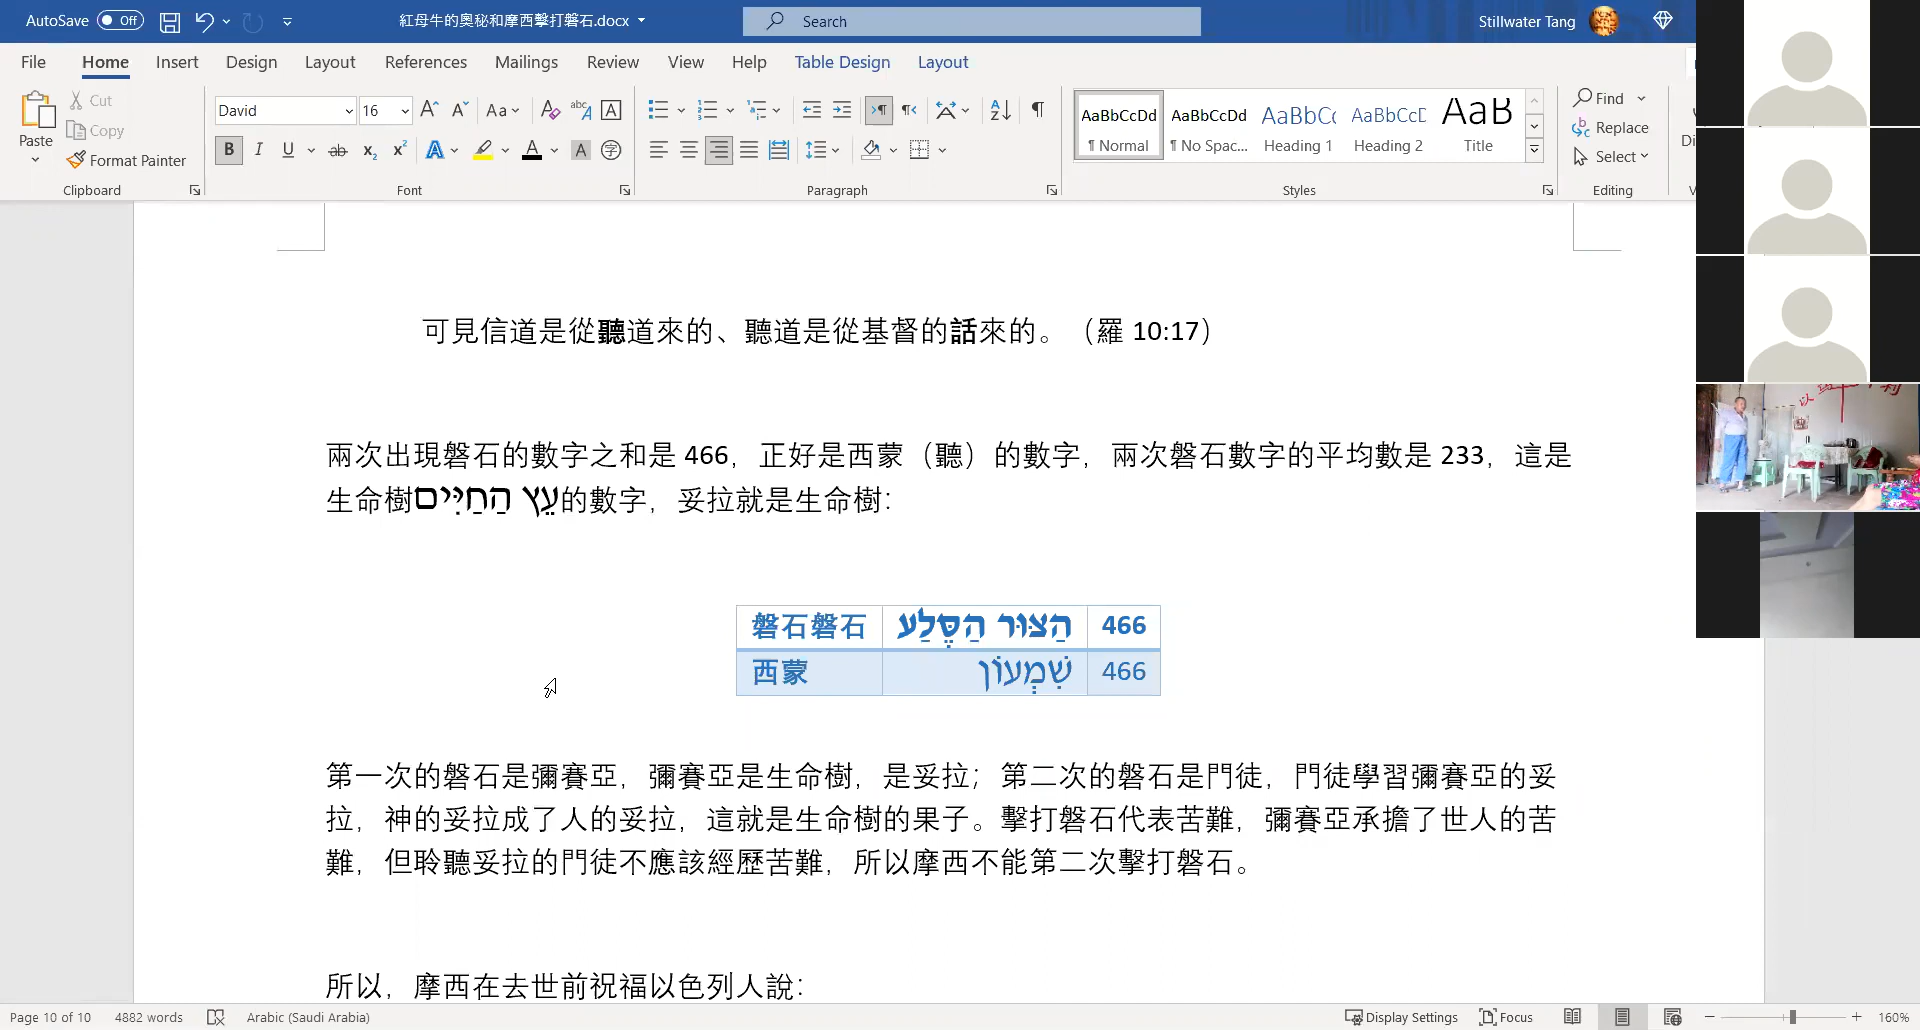 AutoSave Off 紅母牛的奧秘和摩西擊打磐石.docx Search Stillwater Tang
File Home Insert Design Layout References Mailings Review View Help Table Design Layout
Paste Cut Copy Format Painter Clipboard
David 16 Aa Font
Paragraph
AaBbCcDd AaBbCcDd AaBbCc AaBbCcD AaB
¶ Normal ¶ No Spac... Heading 1 Heading 2 Title
Styles
Find Replace Select Editing
可見信道是從聽道來的、聽道是從基督的話來的。（羅 10:17）
兩次出現磐石的數字之和是 466，正好是西蒙（聽）的數字，兩次磐石數字的平均數是 233，這是
生命樹עֵץ הַחַיִּים的數字，妥拉就是生命樹：
磐石磐石 הַצּוּר הַסֶּלַע 466
西蒙 שִׁמְעוֹן 466
第一次的磐石是彌賽亞，彌賽亞是生命樹，是妥拉；第二次的磐石是門徒，門徒學習彌賽亞的妥
拉，神的妥拉成了人的妥拉，這就是生命樹的果子。擊打磐石代表苦難，彌賽亞承擔了世人的苦
難，但聆聽妥拉的門徒不應該經歷苦難，所以摩西不能第二次擊打磐石。
所以，摩西在去世前祝福以色列人說：
Page 10 of 10 4882 words Arabic (Saudi Arabia) Display Settings Focus 160%